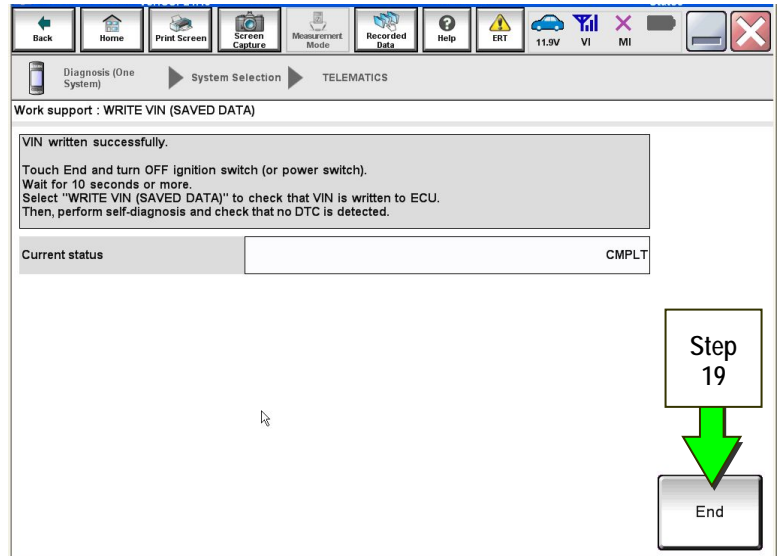 Back
Home
Print Screen
Screen
Capture
Measurement
Mode
Recorded
Data
Help
ERT
11.9V
VI
MI
Diagnosis (One
System)
System Selection
TELEMATICS
Work support : WRITE VIN (SAVED DATA)
VIN written successfully.
Touch End and turn OFF ignition switch (or power switch).
Wait for 10 seconds or more.
Select "WRITE VIN (SAVED DATA)" to check that VIN is written to ECU.
Then, perform self-diagnosis and check that no DTC is detected.
Current status
CMPLT
Step
19
End